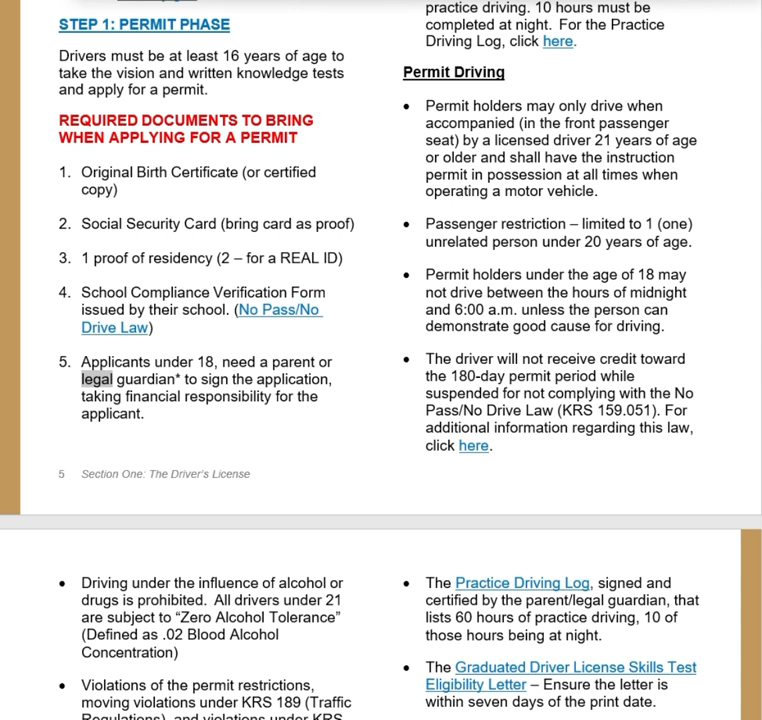 STEP 1: PERMIT PHASE
Drivers must be at least 16 years of age to
take the vision and written knowledge tests
and apply for a permit.
REQUIRED DOCUMENTS TO BRING
WHEN APPLYING FOR A PERMIT
1. Original Birth Certificate (or certified
copy)
2. Social Security Card (bring card as proof)
3. 1 proof of residency (2 – for a REAL ID)
4. School Compliance Verification Form
issued by their school. (No Pass/No
Drive Law)
5. Applicants under 18, need a parent or
legal guardian* to sign the application,
taking financial responsibility for the
applicant.
5 Section One: The Driver's License
practice driving. 10 hours must be
completed at night. For the Practice
Driving Log, click here.
Permit Driving
• Permit holders may only drive when
accompanied (in the front passenger
seat) by a licensed driver 21 years of age
or older and shall have the instruction
permit in possession at all times when
operating a motor vehicle.
• Passenger restriction – limited to 1 (one)
unrelated person under 20 years of age.
• Permit holders under the age of 18 may
not drive between the hours of midnight
and 6:00 a.m. unless the person can
demonstrate good cause for driving.
• The driver will not receive credit toward
the 180-day permit period while
suspended for not complying with the No
Pass/No Drive Law (KRS 159.051). For
additional information regarding this law,
click here.
• Driving under the influence of alcohol or
drugs is prohibited. All drivers under 21
are subject to “Zero Alcohol Tolerance”
(Defined as .02 Blood Alcohol
Concentration)
• Violations of the permit restrictions,
moving violations under KRS 189 (Traffic
Regulations), and violations under KRS
• The Practice Driving Log, signed and
certified by the parent/legal guardian, that
lists 60 hours of practice driving, 10 of
those hours being at night.
• The Graduated Driver License Skills Test
Eligibility Letter – Ensure the letter is
within seven days of the print date.